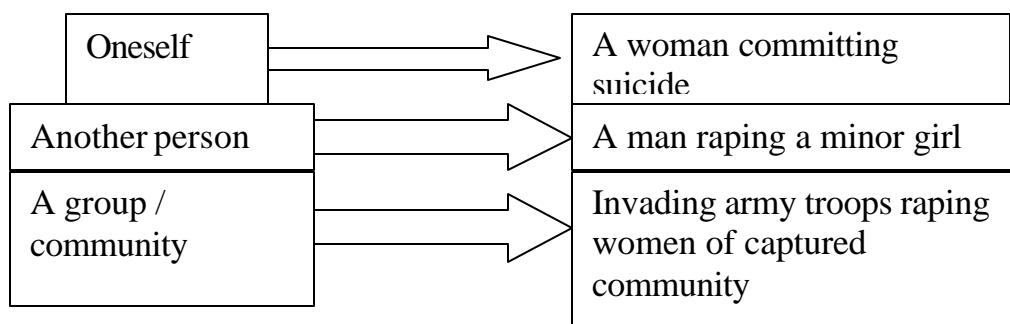 Oneself
A woman committing
suicide
Another person
A man raping a minor girl
A group /
community
Invading army troops raping
women of captured
community